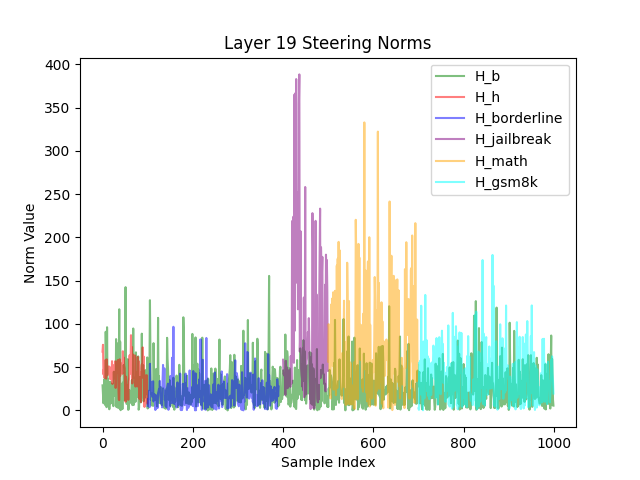 Layer 19 Steering Norms
400
350
300
250
200
150
100
50
0
Norm Value
0
200
400
600
800
1000
Sample Index
H_b
H_h
H_borderline
H_jailbreak
H_math
H_gsm8k